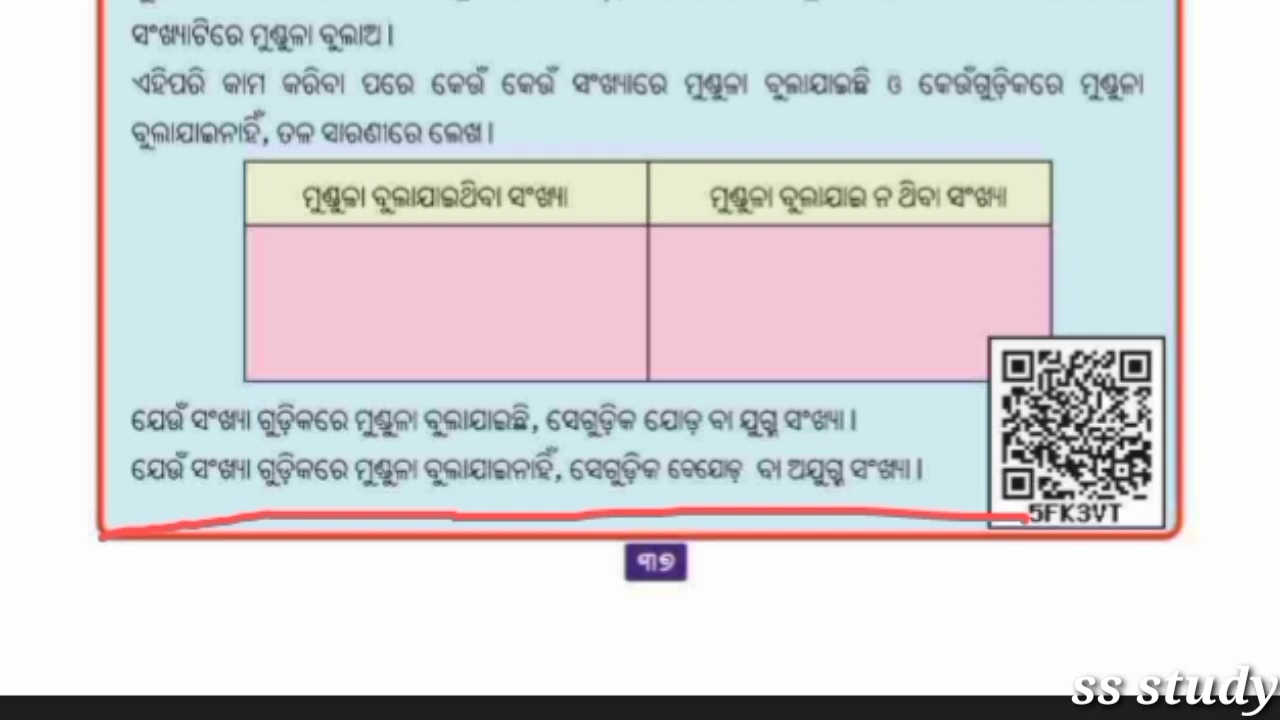 ସଂଖ୍ୟାଟିରେ ମୁଣ୍ଡୁଳା ବୁଲାଅ ।
ଏହିପରି କାମ କରିବା ପରେ କେଉଁ କେଉଁ ସଂଖ୍ୟାରେ ମୁଣ୍ଡୁଳା ବୁଲାଯାଇଛି ଓ କେଉଁଗୁଡ଼ିକରେ ମୁଣ୍ଡୁଳା
ବୁଲାଯାଇନାହିଁ, ତଳ ସାରଣୀରେ ଲେଖ ।
ମୁଣ୍ଡୁଳା ବୁଲାଯାଇଥିବା ସଂଖ୍ୟା
ମୁଣ୍ଡୁଳା ବୁଲାଯାଇ ନ ଥିବା ସଂଖ୍ୟା
ଯେଉଁ ସଂଖ୍ୟା ଗୁଡ଼ିକରେ ମୁଣ୍ଡୁଳା ବୁଲାଯାଇଛି, ସେଗୁଡ଼ିକ ଯୋଡ଼ ବା ଯୁଗ୍ମ ସଂଖ୍ୟା ।
ଯେଉଁ ସଂଖ୍ୟା ଗୁଡ଼ିକରେ ମୁଣ୍ଡୁଳା ବୁଲାଯାଇନାହିଁ, ସେଗୁଡ଼ିକ ବେଯୋଡ଼ ବା ଅଯୁଗ୍ମ ସଂଖ୍ୟା ।
5FK3VT
୩୭
ss study